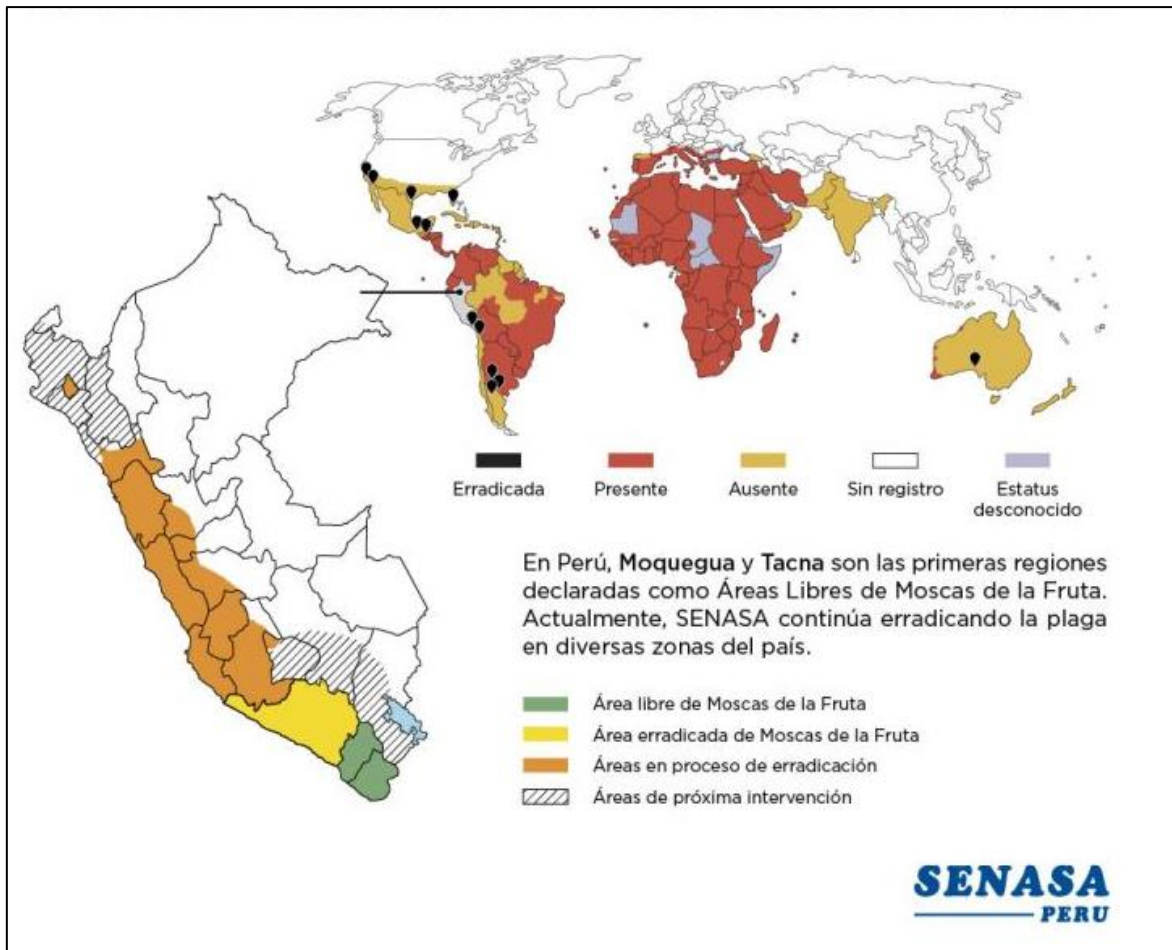 Erradicada
Presente
Ausente
Sin registro
Estatus
desconocido
En Perú, Moquegua y Tacna son las primeras regiones
declaradas como Áreas Libres de Moscas de la Fruta.
Actualmente, SENASA continúa erradicando la plaga
en diversas zonas del país.
Área libre de Moscas de la Fruta
Área erradicada de Moscas de la Fruta
Áreas en proceso de erradicación
Áreas de próxima intervención
SENASA
PERU